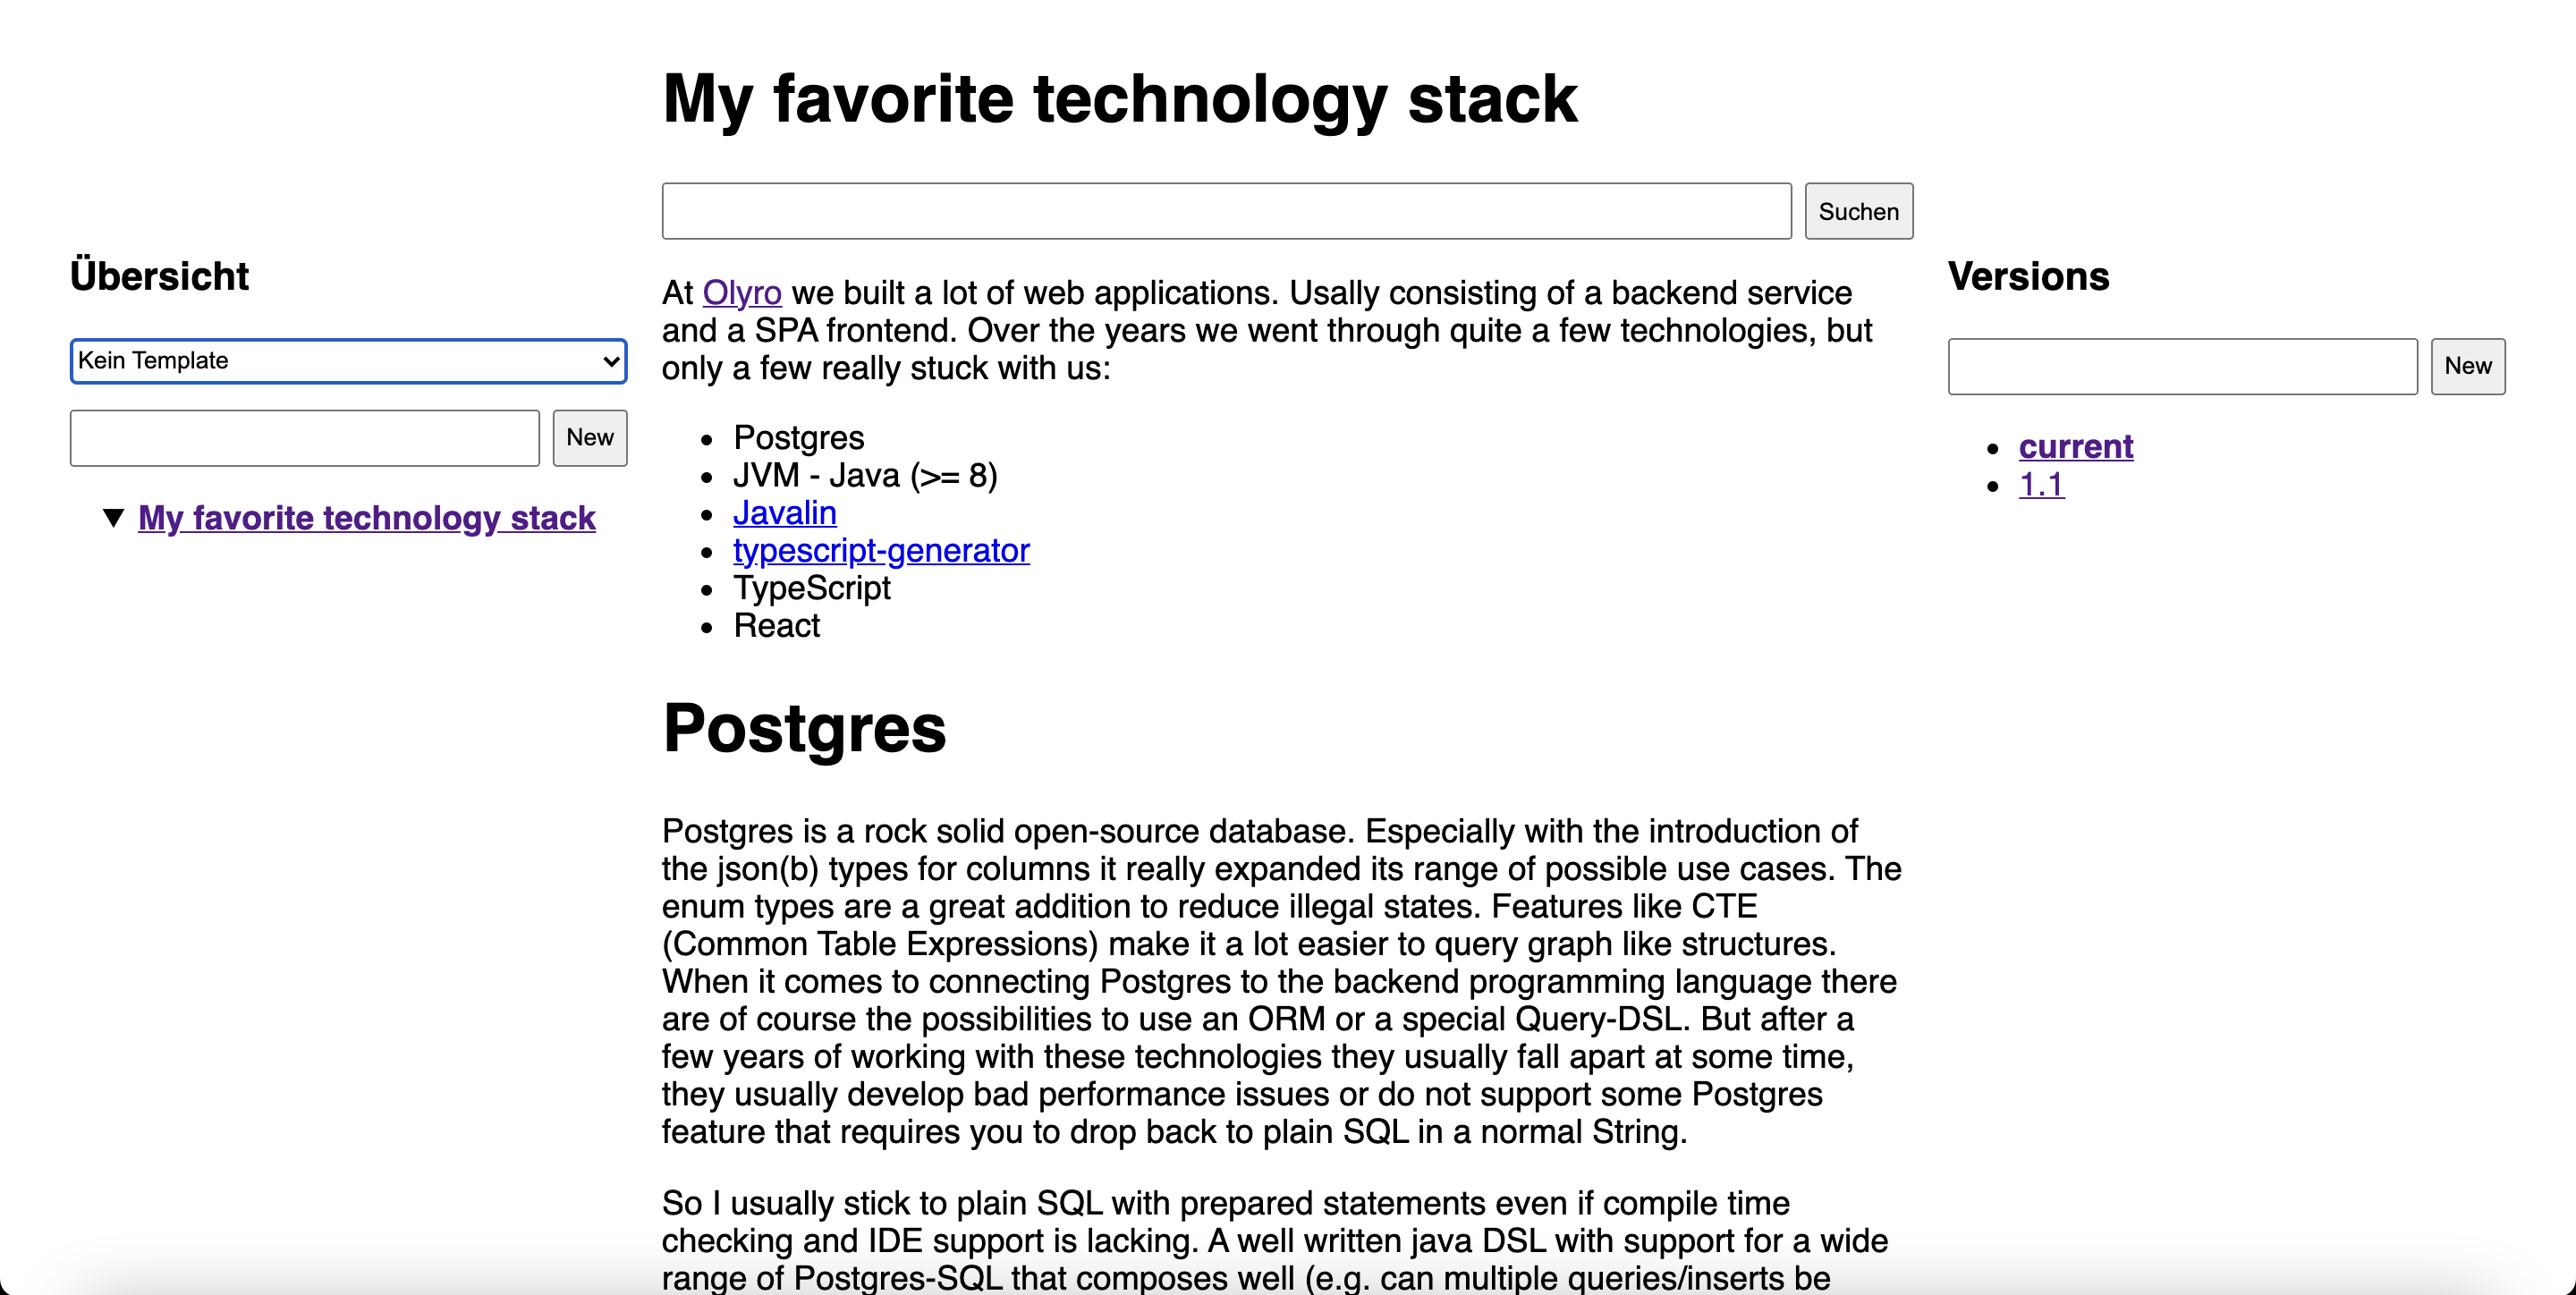 My favorite technology stack
Suchen
Übersicht
Kein Template
New
My favorite technology stack
At Olyro we built a lot of web applications. Usally consisting of a backend service
and a SPA frontend. Over the years we went through quite a few technologies, but
only a few really stuck with us:
Postgres
JVM - Java (>= 8)
Javalin
typescript-generator
TypeScript
React
Postgres
Postgres is a rock solid open-source database. Especially with the introduction of
the json(b) types for columns it really expanded its range of possible use cases. The
enum types are a great addition to reduce illegal states. Features like CTE
(Common Table Expressions) make it a lot easier to query graph like structures.
When it comes to connecting Postgres to the backend programming language there
are of course the possibilities to use an ORM or a special Query-DSL. But after a
few years of working with these technologies they usually fall apart at some time,
they usually develop bad performance issues or do not support some Postgres
feature that requires you to drop back to plain SQL in a normal String.
So I usually stick to plain SQL with prepared statements even if compile time
checking and IDE support is lacking. A well written java DSL with support for a wide
range of Postgres-SQL that composes well (e.g. can multiple queries/inserts be
Versions
New
current
1.1